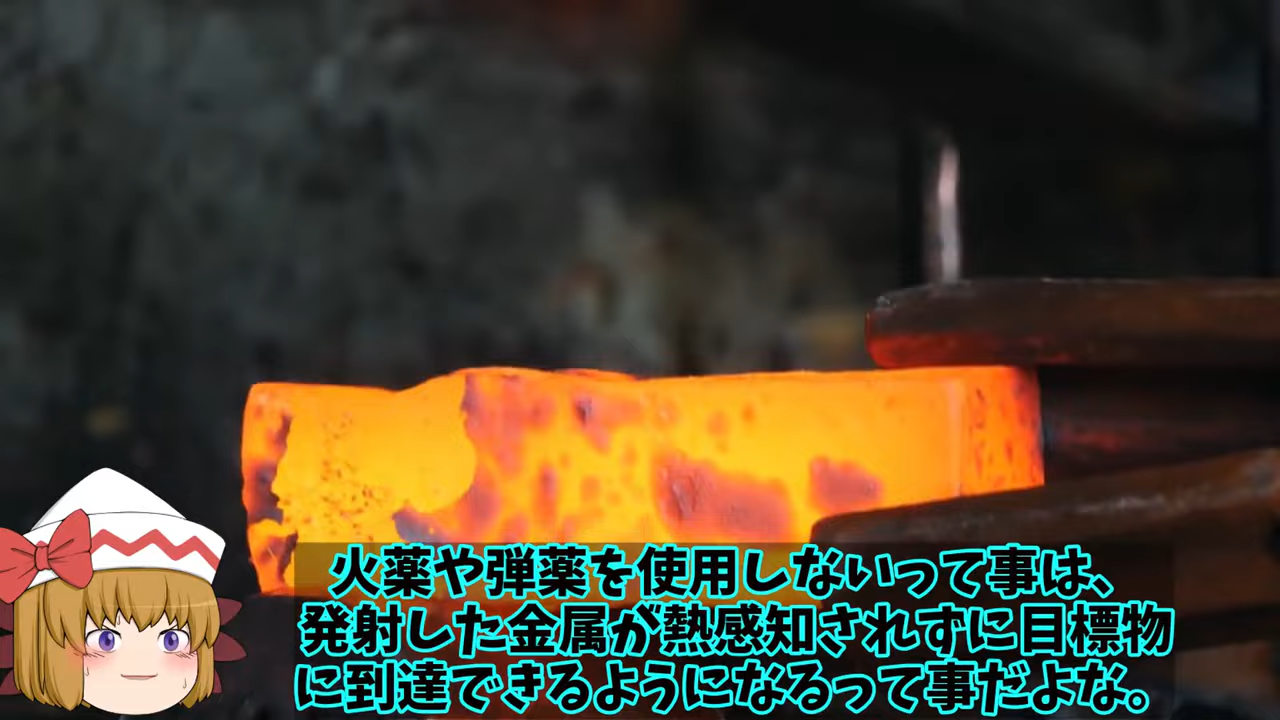 火薬や弾薬を使用しないって事は、
発射した金属が熱感知されずに目標物
に到達できるようになるって事だよな。